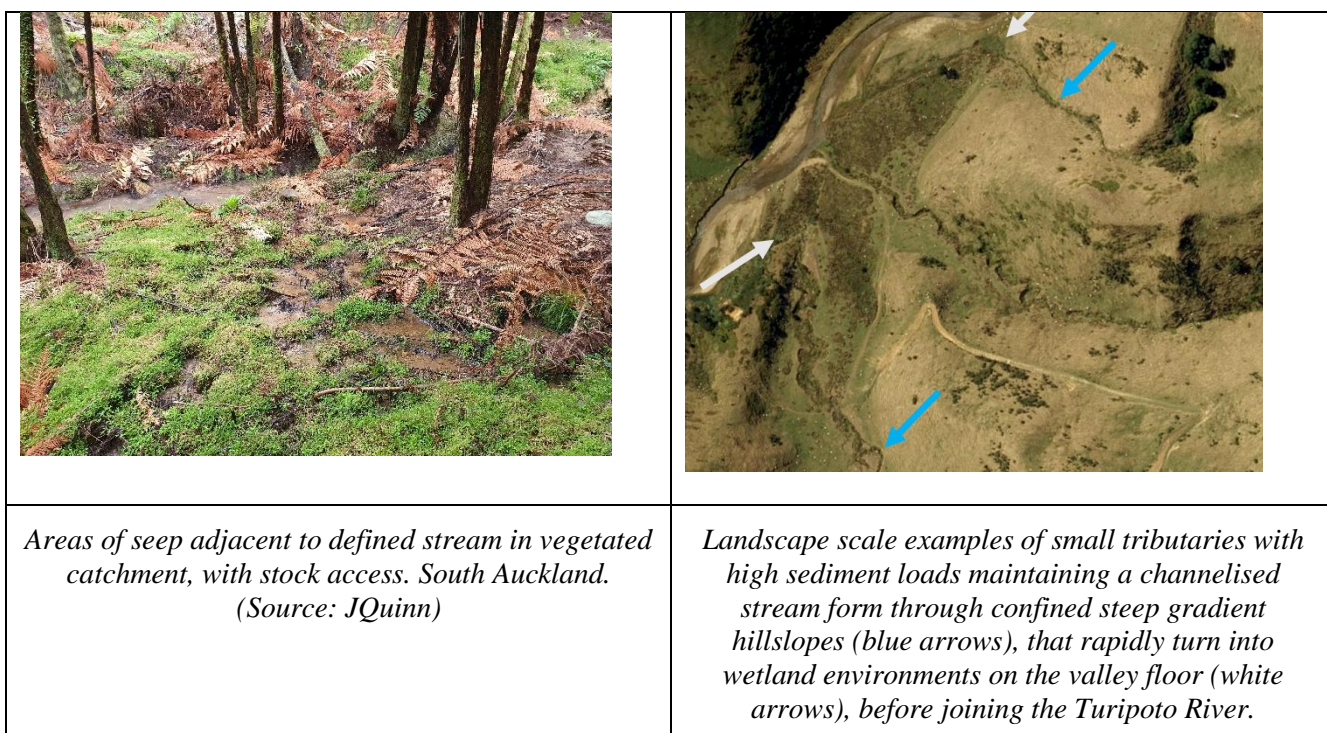 Areas of seep adjacent to defined stream in vegetated
catchment, with stock access. South Auckland.
(Source: JQuinn)
Landscape scale examples of small tributaries with
high sediment loads maintaining a channelised
stream form through confined steep gradient
hillslopes (blue arrows), that rapidly turn into
wetland environments on the valley floor (white
arrows), before joining the Turipoto River.